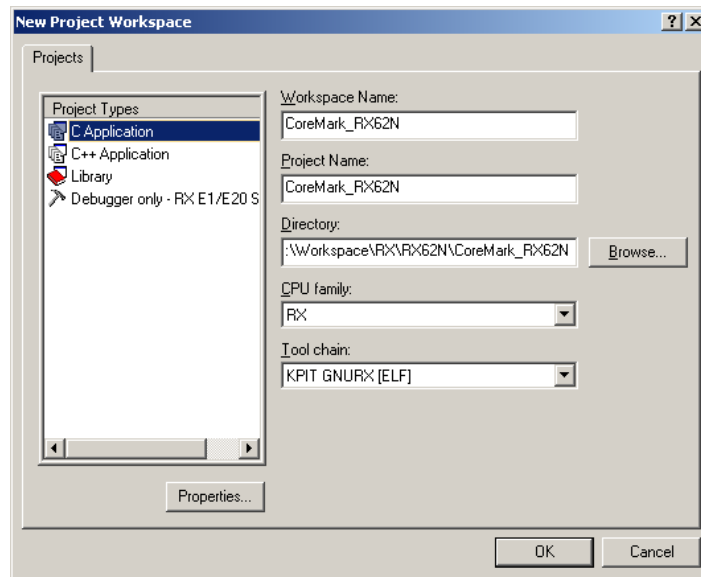 New Project Workspace
Projects
Project Types
C Application
C++ Application
Library
Debugger only - RX E1/E20 S
Properties...
Workspace Name:
CoreMark_RX62N
Project Name:
CoreMark_RX62N
Directory:
:\Workspace\RX\RX62N\CoreMark_RX62N
Browse...
CPU family:
RX
Tool chain:
KPIT GNURX [ELF]
OK
Cancel